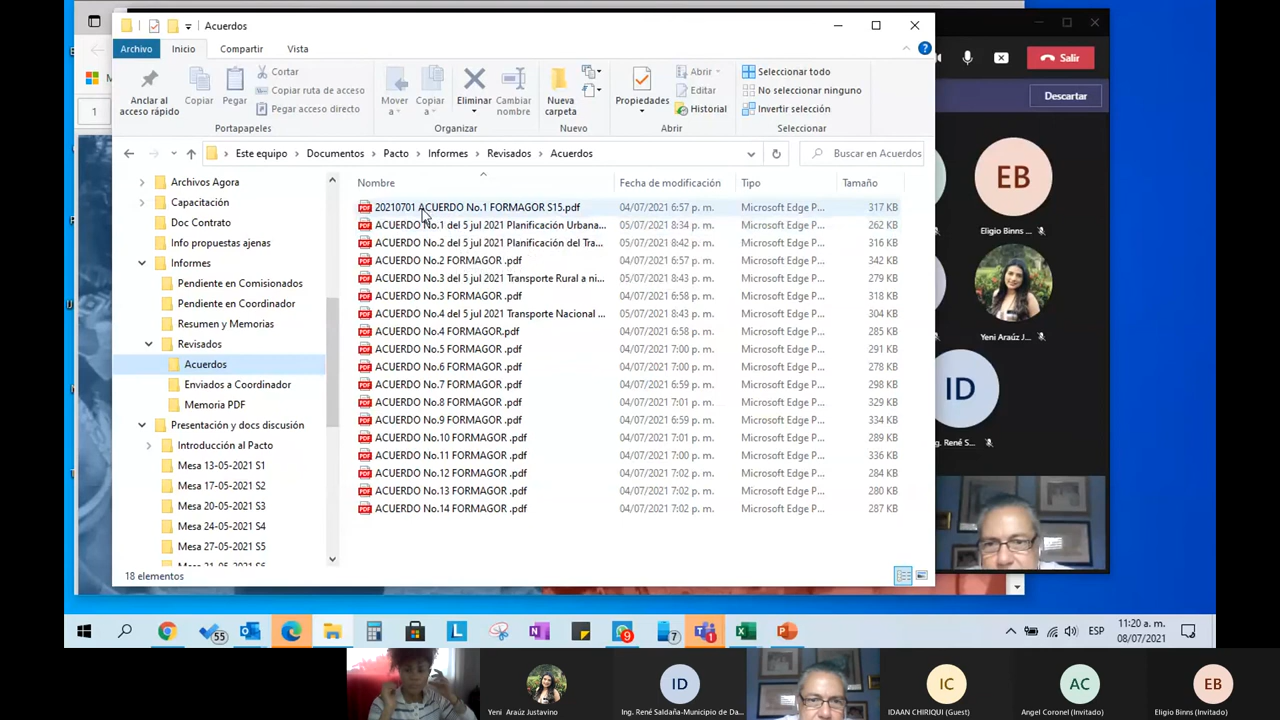 Acuerdos
Archivo Inicio Compartir Vista
Salir
Anclar al acceso rápido
Copiar
Pegar
Cortar
Copiar ruta de acceso
Pegar acceso directo
Mover a
Copiar a
Eliminar
Cambiar nombre
Nueva carpeta
Propiedades
Abrir
Editar
Historial
Seleccionar todo
No seleccionar ninguno
Invertir selección
Descartar
Portapapeles Organizar Nuevo Abrir Seleccionar
1
Este equipo > Documentos > Pacto > Informes > Revisados > Acuerdos
Buscar en Acuerdos
Archivos Agora
Capacitación
Doc Contrato
Info propuestas ajenas
Informes
Pendiente en Comisionados
Pendiente en Coordinador
Resumen y Memorias
Revisados
Acuerdos
Enviados a Coordinador
Memoria PDF
Presentación y docs discusión
Introducción al Pacto
Mesa 13-05-2021 S1
Mesa 17-05-2021 S2
Mesa 20-05-2021 S3
Mesa 24-05-2021 S4
Mesa 27-05-2021 S5
Nombre Fecha de modificación Tipo Tamaño
20210701 ACUERDO No.1 FORMAGOR S15.pdf 04/07/2021 6:57 p. m. Microsoft Edge P... 317 KB
ACUERDO No.1 del 5 jul 2021 Planificación Urbana... 05/07/2021 8:34 p. m. Microsoft Edge P... 262 KB
ACUERDO No.2 del 5 jul 2021 Planificación del Tra... 05/07/2021 8:42 p. m. Microsoft Edge P... 316 KB
ACUERDO No.2 FORMAGOR .pdf 04/07/2021 6:57 p. m. Microsoft Edge P... 342 KB
ACUERDO No.3 del 5 jul 2021 Transporte Rural a ni... 05/07/2021 8:43 p. m. Microsoft Edge P... 279 KB
ACUERDO No.3 FORMAGOR .pdf 04/07/2021 6:58 p. m. Microsoft Edge P... 318 KB
ACUERDO No.4 del 5 jul 2021 Transporte Nacional ... 05/07/2021 8:43 p. m. Microsoft Edge P... 304 KB
ACUERDO No.4 FORMAGOR.pdf 04/07/2021 6:58 p. m. Microsoft Edge P... 285 KB
ACUERDO No.5 FORMAGOR .pdf 04/07/2021 7:00 p. m. Microsoft Edge P... 291 KB
ACUERDO No.6 FORMAGOR .pdf 04/07/2021 7:00 p. m. Microsoft Edge P... 278 KB
ACUERDO No.7 FORMAGOR .pdf 04/07/2021 6:59 p. m. Microsoft Edge P... 298 KB
ACUERDO No.8 FORMAGOR .pdf 04/07/2021 7:01 p. m. Microsoft Edge P... 329 KB
ACUERDO No.9 FORMAGOR .pdf 04/07/2021 6:59 p. m. Microsoft Edge P... 334 KB
ACUERDO No.10 FORMAGOR .pdf 04/07/2021 7:01 p. m. Microsoft Edge P... 289 KB
ACUERDO No.11 FORMAGOR .pdf 04/07/2021 7:00 p. m. Microsoft Edge P... 336 KB
ACUERDO No.12 FORMAGOR .pdf 04/07/2021 7:02 p. m. Microsoft Edge P... 284 KB
ACUERDO No.13 FORMAGOR .pdf 04/07/2021 7:02 p. m. Microsoft Edge P... 280 KB
ACUERDO No.14 FORMAGOR .pdf 04/07/2021 7:02 p. m. Microsoft Edge P... 287 KB
18 elementos
EB
Eligio Binns (...
Yeni Araúz J...
ID
Ing. René S...
55
9
7
1
ESP
11:20 a. m.
08/07/2021
Yeni Araúz Justavino
ID
Ing. René Saldaña-Municipio de Da...
IC
IDAAN CHIRIQUI (Guest)
AC
Angel Coronel (Invitado)
EB
Eligio Binns (Invitado)